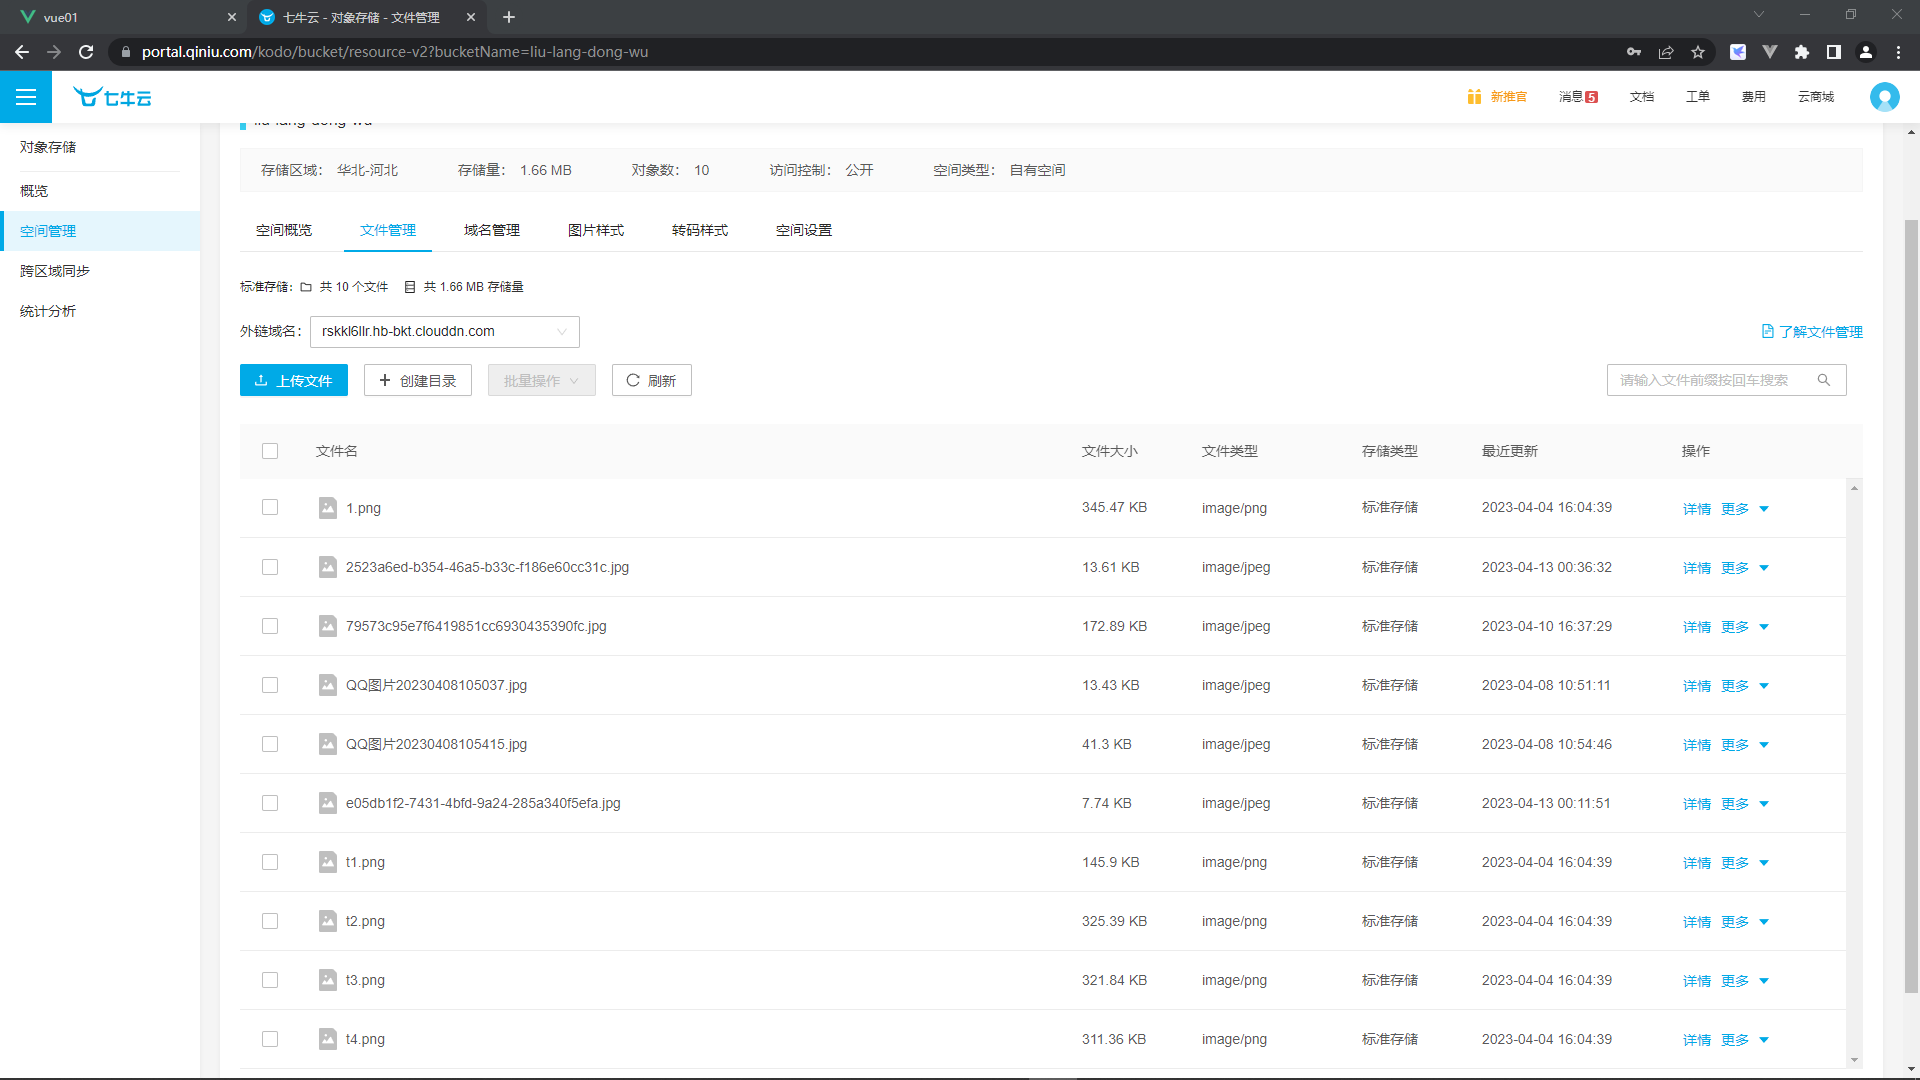 vue01
七牛云 - 对象存储 - 文件管理
portal.qiniu.com/kodo/bucket/resource-v2?bucketName=liu-lang-dong-wu
七牛云
新推官 消息 5 文档 工单 费用 云商城
liu-lang-dong-wu
对象存储
概览
空间管理
跨区域同步
统计分析
存储区域： 华北-河北 存储量： 1.66 MB 对象数： 10 访问控制： 公开 空间类型： 自有空间
空间概览 文件管理 域名管理 图片样式 转码样式 空间设置
标准存储： 共 10 个文件 共 1.66 MB 存储量
外链域名： rskkl6llr.hb-bkt.clouddn.com 了解文件管理
上传文件 创建目录 批量操作 刷新 请输入文件前缀按回车搜索
文件名 文件大小 文件类型 存储类型 最近更新 操作
1.png 345.47 KB image/png 标准存储 2023-04-04 16:04:39 详情 更多
2523a6ed-b354-46a5-b33c-f186e60cc31c.jpg 13.61 KB image/jpeg 标准存储 2023-04-13 00:36:32 详情 更多
79573c95e7f6419851cc6930435390fc.jpg 172.89 KB image/jpeg 标准存储 2023-04-10 16:37:29 详情 更多
QQ图片20230408105037.jpg 13.43 KB image/jpeg 标准存储 2023-04-08 10:51:11 详情 更多
QQ图片20230408105415.jpg 41.3 KB image/jpeg 标准存储 2023-04-08 10:54:46 详情 更多
e05db1f2-7431-4bfd-9a24-285a340f5efa.jpg 7.74 KB image/jpeg 标准存储 2023-04-13 00:11:51 详情 更多
t1.png 145.9 KB image/png 标准存储 2023-04-04 16:04:39 详情 更多
t2.png 325.39 KB image/png 标准存储 2023-04-04 16:04:39 详情 更多
t3.png 321.84 KB image/png 标准存储 2023-04-04 16:04:39 详情 更多
t4.png 311.36 KB image/png 标准存储 2023-04-04 16:04:39 详情 更多